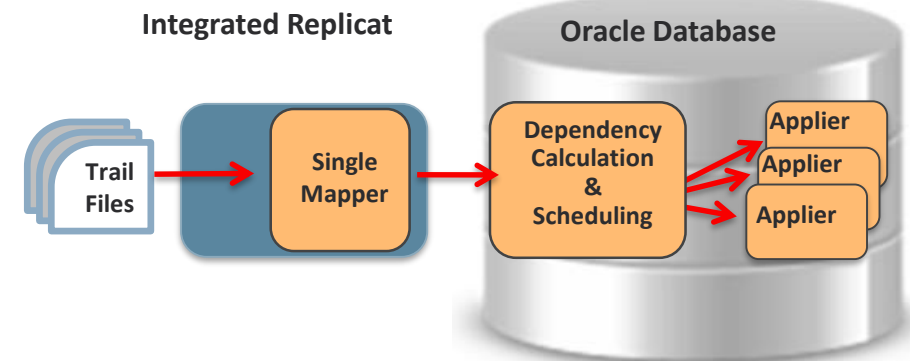 Integrated Replicat
Oracle Database
Trail
Files
Single
Mapper
Dependency
Calculation
&
Scheduling
Applier
Applier
Applier